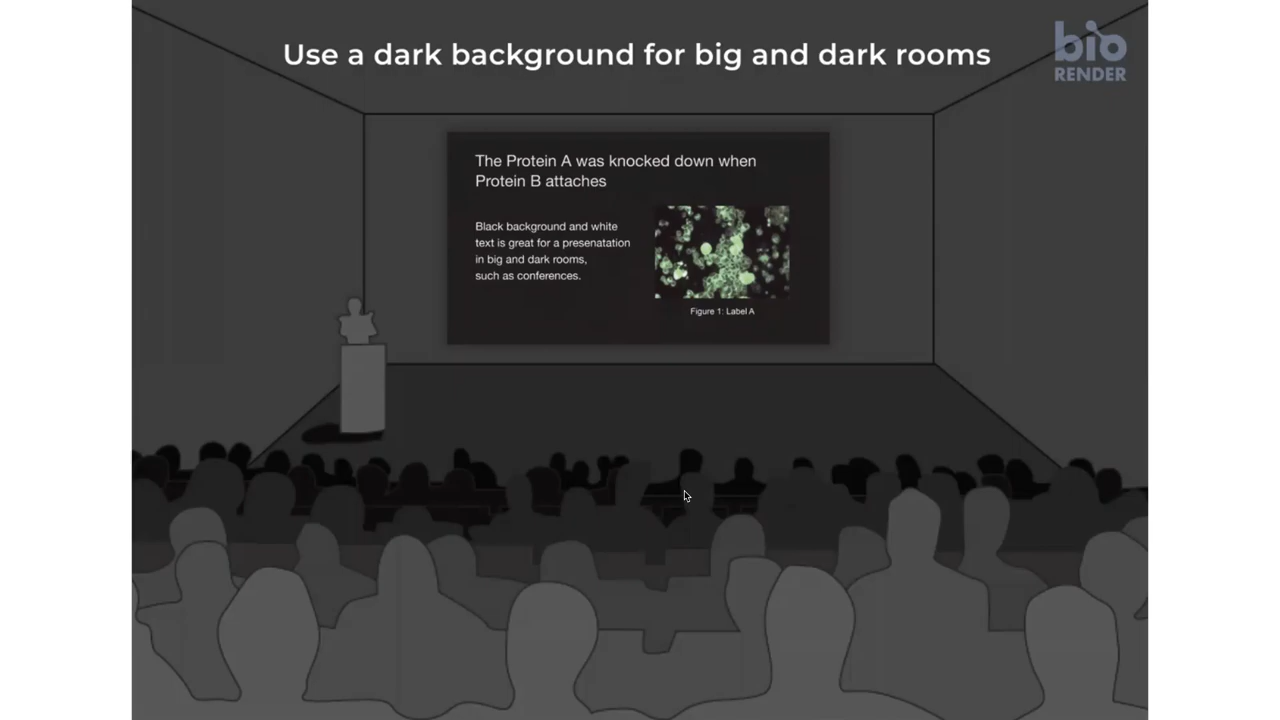 Use a dark background for big and dark rooms
bio
RENDER
The Protein A was knocked down when
Protein B attaches
Black background and white
text is great for a presenatation
in big and dark rooms,
such as conferences.
Figure 1: Label A